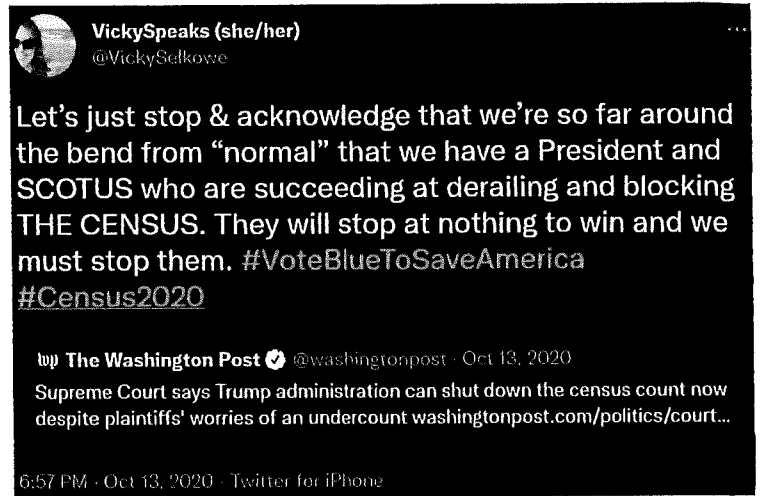 VickySpeaks (she/her)
@VickySelkowe
Let's just stop & acknowledge that we're so far around
the bend from "normal" that we have a President and
SCOTUS who are succeeding at derailing and blocking
THE CENSUS. They will stop at nothing to win and we
must stop them. #VoteBlueToSaveAmerica
#Census2020
wp The Washington Post @washingtonpost · Oct 13, 2020
Supreme Court says Trump administration can shut down the census count now
despite plaintiffs' worries of an undercount washingtonpost.com/politics/court...
6:57 PM · Oct 13, 2020 · Twitter for iPhone